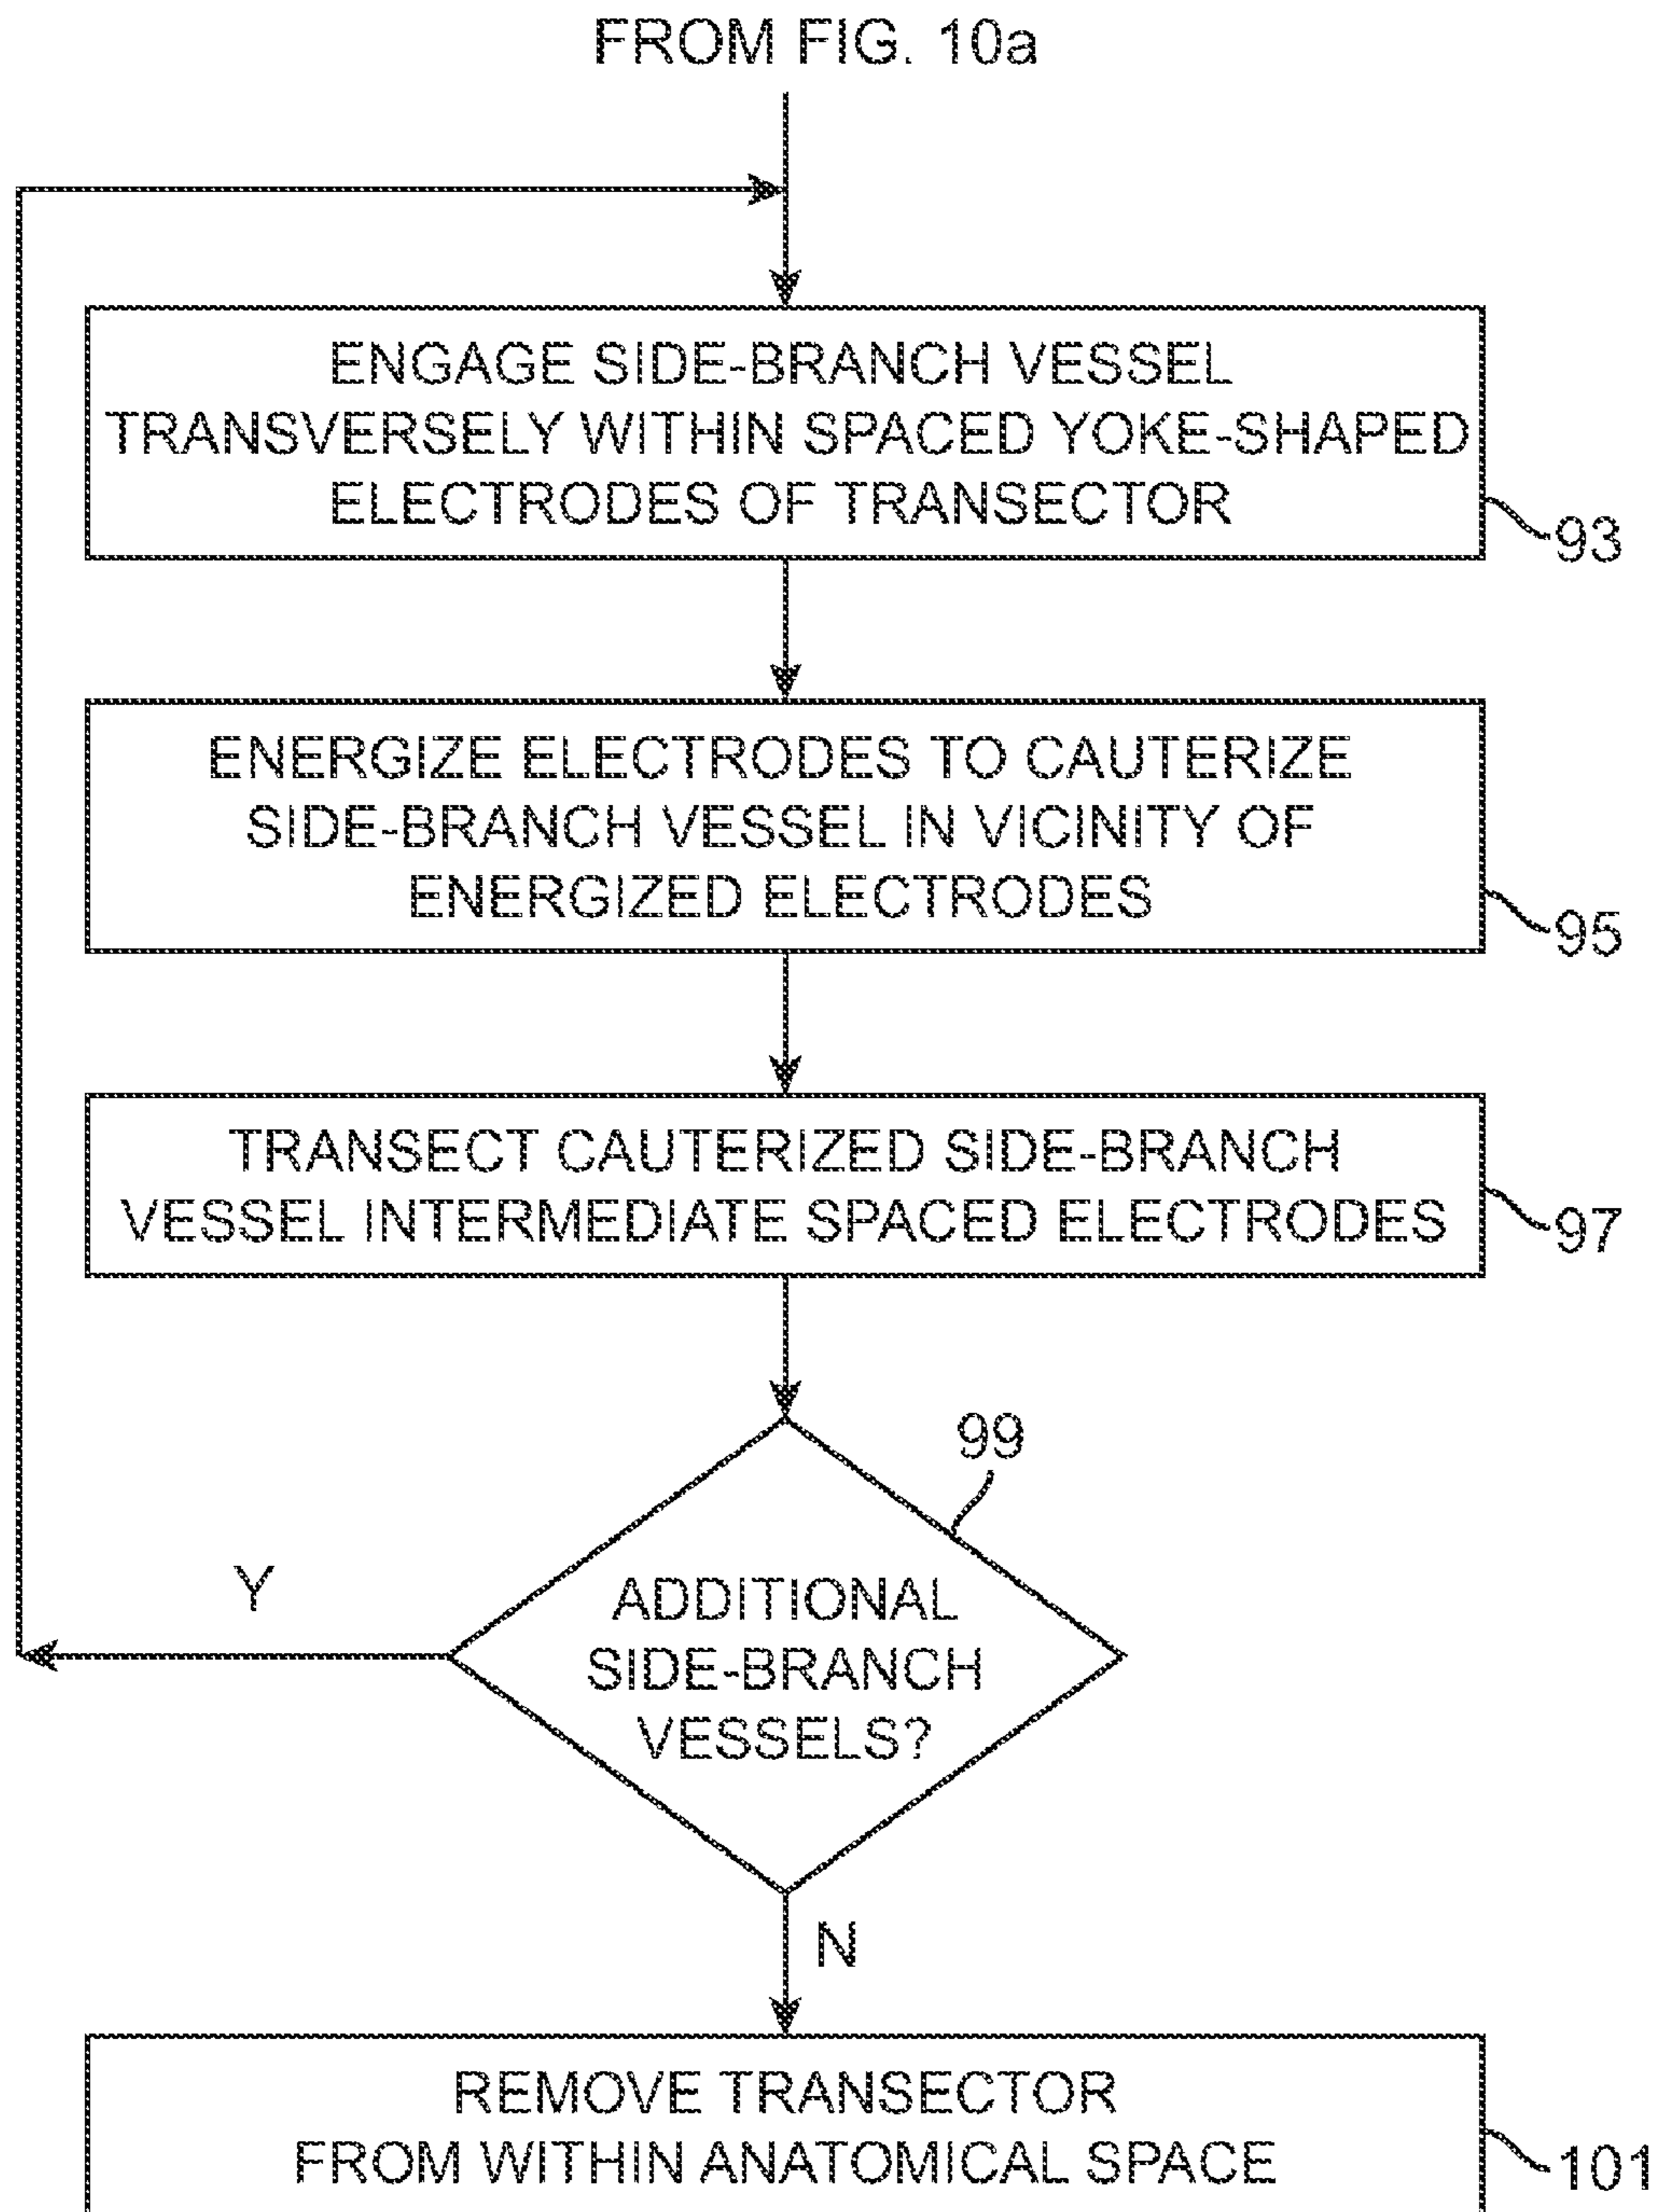 FROM FIG. 10a
ENGAGE SIDE-BRANCH VESSEL
TRANSVERSELY WITHIN SPACED YOKE-SHAPED
ELECTRODES OF TRANSECTOR
93
ENERGIZE ELECTRODES TO CAUTERIZE
SIDE-BRANCH VESSEL IN VICINITY OF
ENERGIZED ELECTRODES
95
TRANSECT CAUTERIZED SIDE-BRANCH
VESSEL INTERMEDIATE SPACED ELECTRODES
97
99
Y
ADDITIONAL
SIDE-BRANCH
VESSELS?
N
REMOVE TRANSECTOR
FROM WITHIN ANATOMICAL SPACE
101